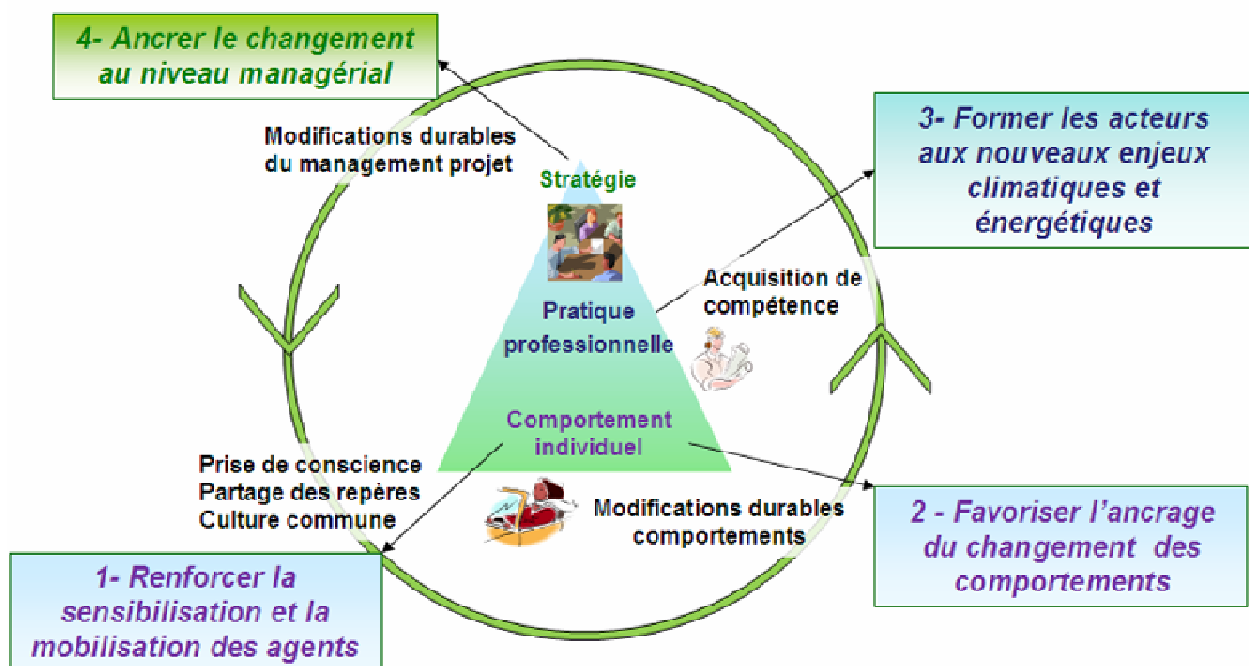 4- Ancrer le changement
au niveau managérial
Modifications durables
du management projet
Stratégie
3- Former les acteurs
aux nouveaux enjeux
climatiques et
énergétiques
Acquisition de
compétence
Pratique
professionnelle
Comportement
individuel
Prise de conscience
Partage des repères
Culture commune
Modifications durables
comportements
2 - Favoriser l'ancrage
du changement des
comportements
1- Renforcer la
sensibilisation et la
mobilisation des agents